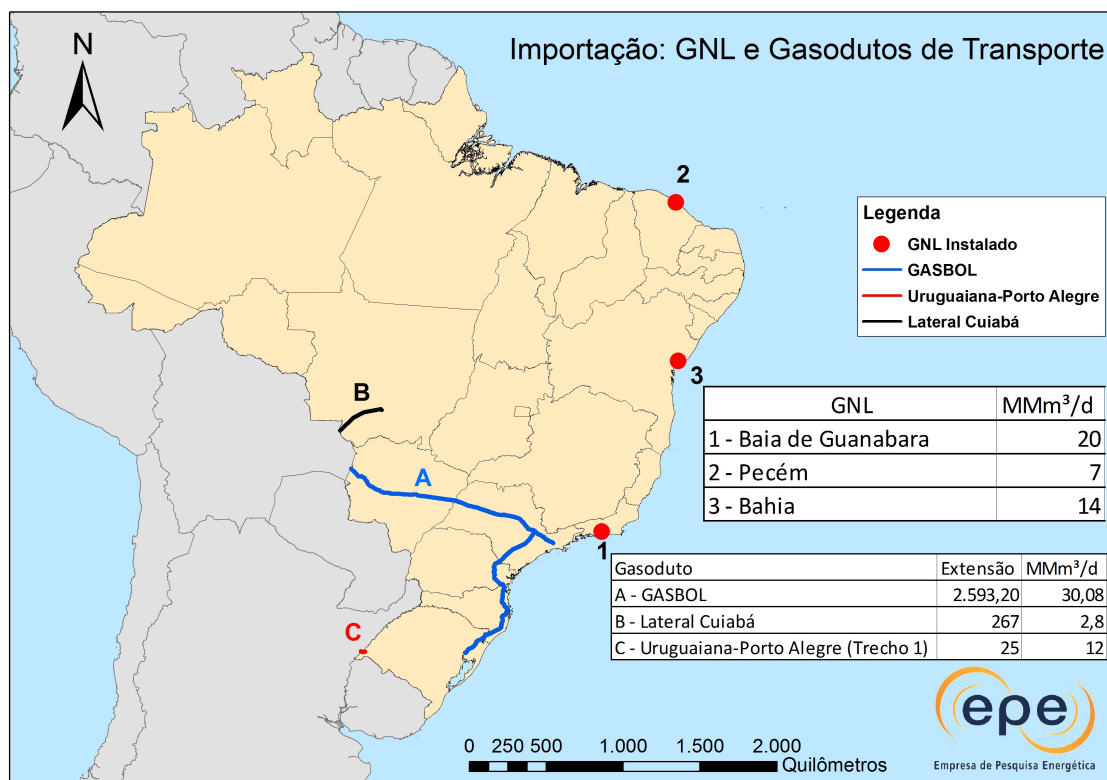 Importação: GNL e Gasodutos de Transporte
N
2
Legenda
GNL Instalado
GASBOL
Uruguaiana-Porto Alegre
Lateral Cuiabá
3
B
A
GNL MMm³/d
1 - Baia de Guanabara 20
2 - Pecém 7
3 - Bahia 14
1
Gasoduto Extensão MMm³/d
A - GASBOL 2.593,20 30,08
B - Lateral Cuiabá 267 2,8
C - Uruguaiana-Porto Alegre (Trecho 1) 25 12
C
epe
Empresa de Pesquisa Energética
0 250 500 1.000 1.500 2.000
Quilômetros